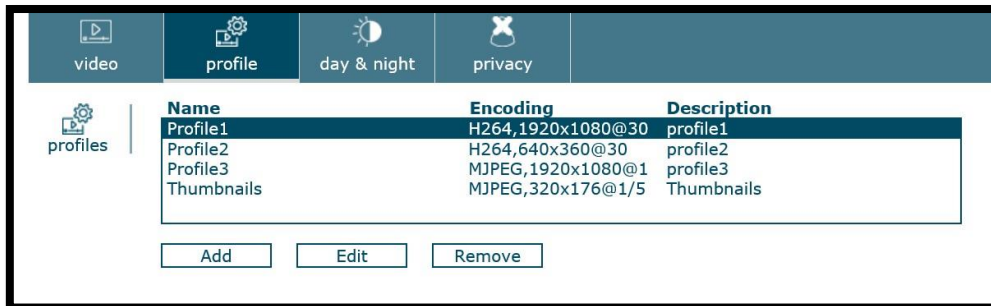 video profile day & night privacy
profiles
Name Encoding Description
Profile1 H264,1920x1080@30 profile1
Profile2 H264,640x360@30 profile2
Profile3 MJPEG,1920x1080@1 profile3
Thumbnails MJPEG,320x176@1/5 Thumbnails
Add Edit Remove